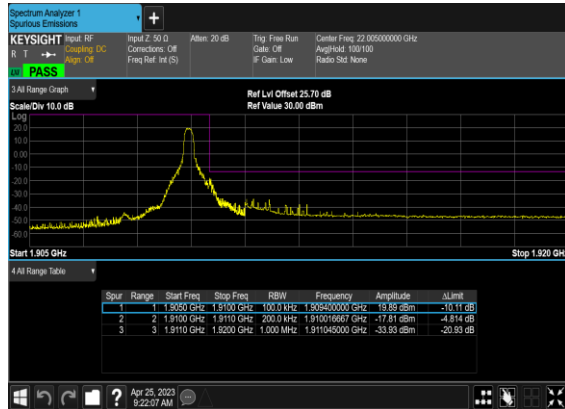 Spectrum Analyzer 1
Spurious Emissions
+
KEYSIGHT Input: RF Input Z: 50 Ω Atten: 20 dB Trig: Free Run Center Freq: 22.005000000 GHz
R T Coupling: DC Corrections: Off Gate: Off Avg|Hold: 100/100
Align: Off Freq Ref: Int (S) IF Gain: Low Radio Std: None
PASS
3 All Range Graph Ref Lvl Offset 25.70 dB
Scale/Div 10.0 dB Ref Value 30.00 dBm
Log
20.0
10.0
0.00
-10.0
-20.0
-30.0
-40.0
-50.0
-60.0
Start 1.905 GHz Stop 1.920 GH
4 All Range Table
Spur Range Start Freq Stop Freq RBW Frequency Amplitude ΔLimit
1 1 1.9050 GHz 1.9100 GHz 100.0 kHz 1.909400000 GHz 19.89 dBm -10.11 dB
2 2 1.9100 GHz 1.9110 GHz 200.0 kHz 1.910016667 GHz -17.81 dBm -4.814 dB
3 3 1.9110 GHz 1.9200 GHz 1.000 MHz 1.911045000 GHz -33.93 dBm -20.93 dB
? Apr 25, 2023
9:22:07 AM